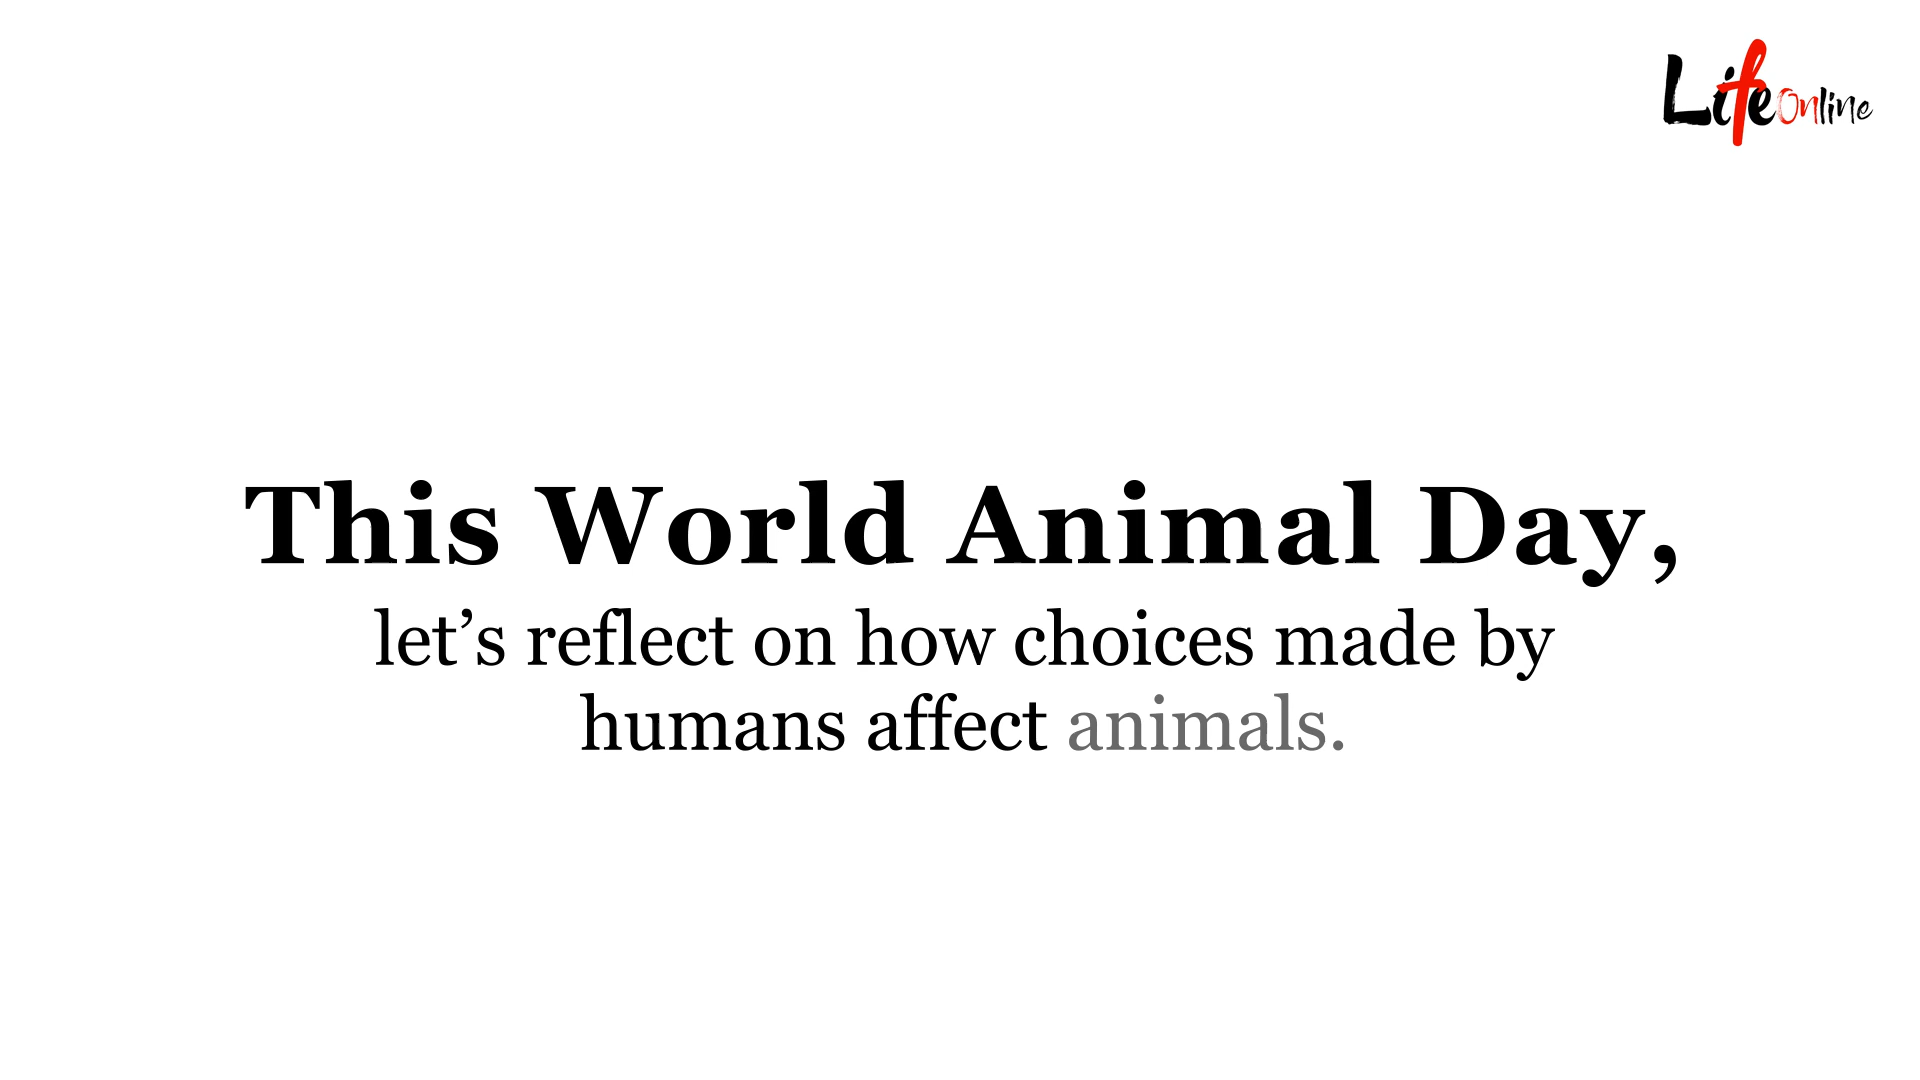 LifeOnline
This World Animal Day,
let’s reflect on how choices made by
humans affect animals.